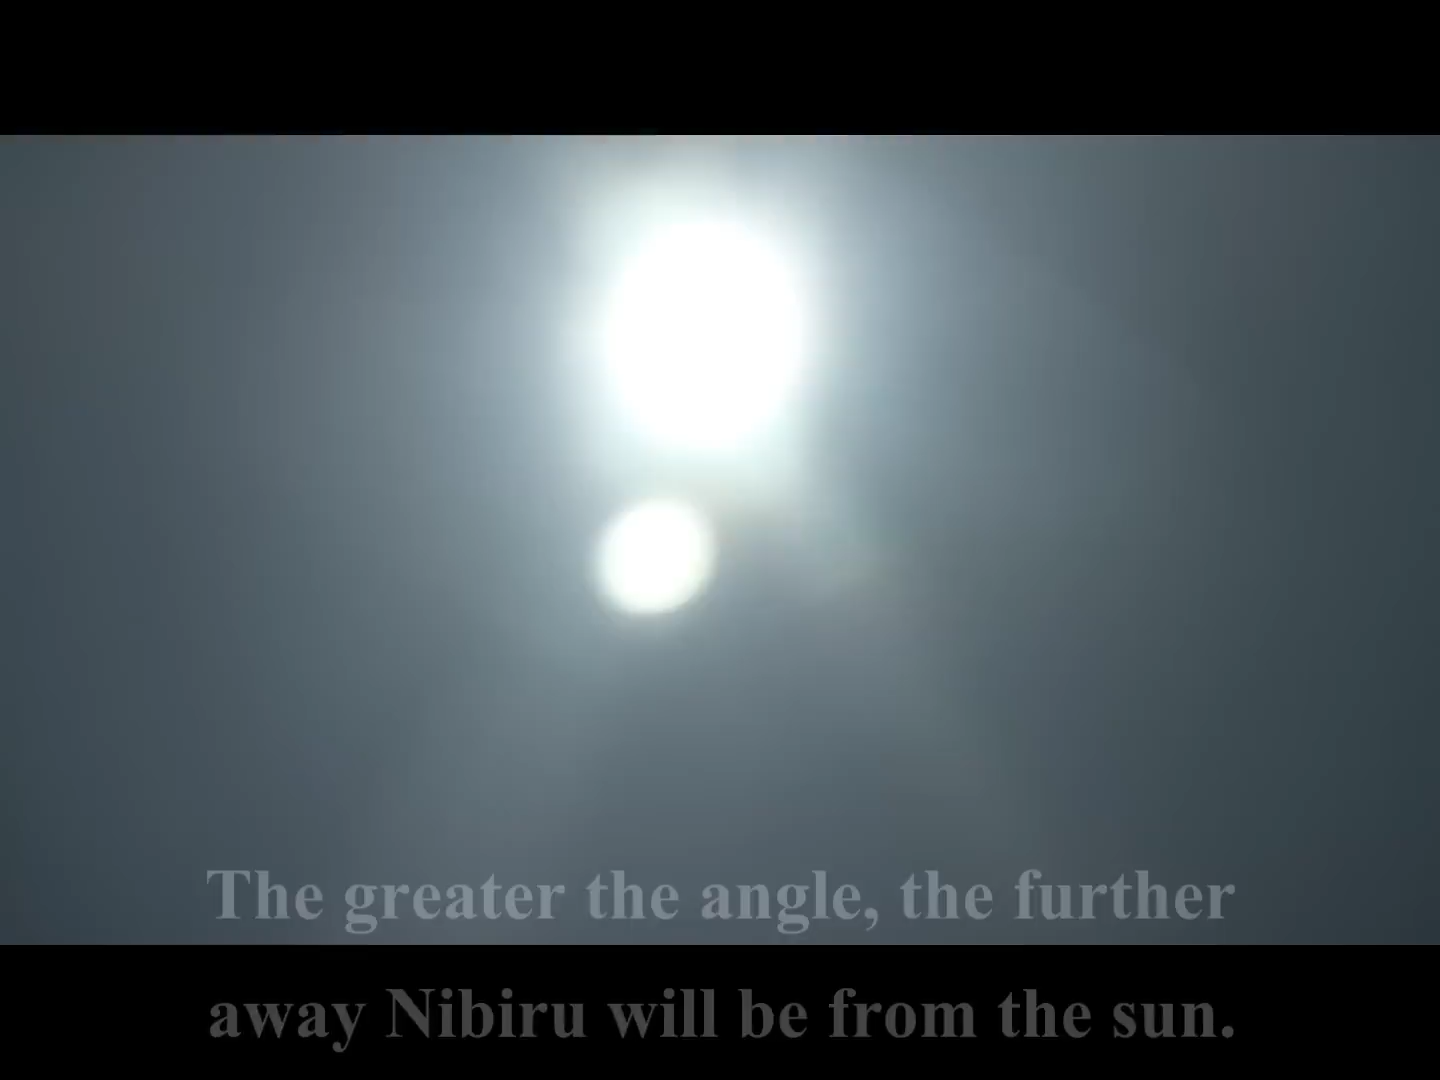 The greater the angle, the further
away Nibiru will be from the sun.